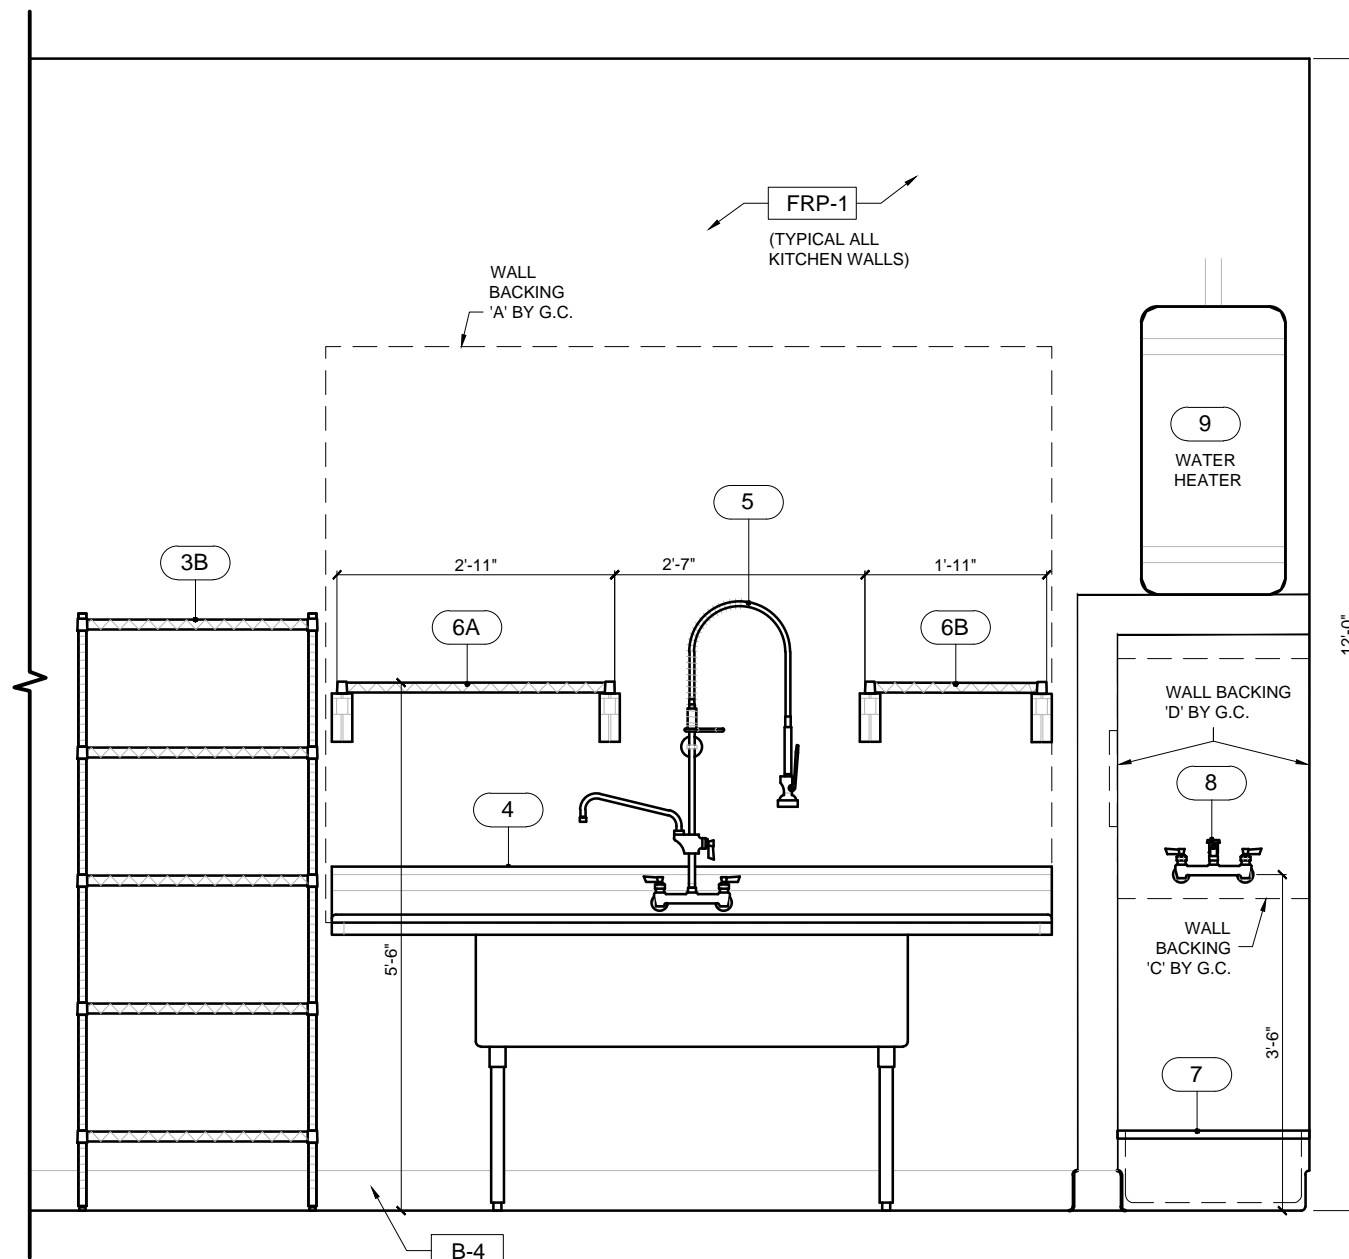 FRP-1
(TYPICAL ALL
KITCHEN WALLS)
WALL
BACKING
'A' BY G.C.
9
WATER
HEATER
5
3B
2'-11"
2'-7"
1'-11"
6A
6B
12'-0"
WALL BACKING
'D' BY G.C.
8
4
5'-6"
WALL
BACKING
'C' BY G.C.
3'-6"
7
B-4